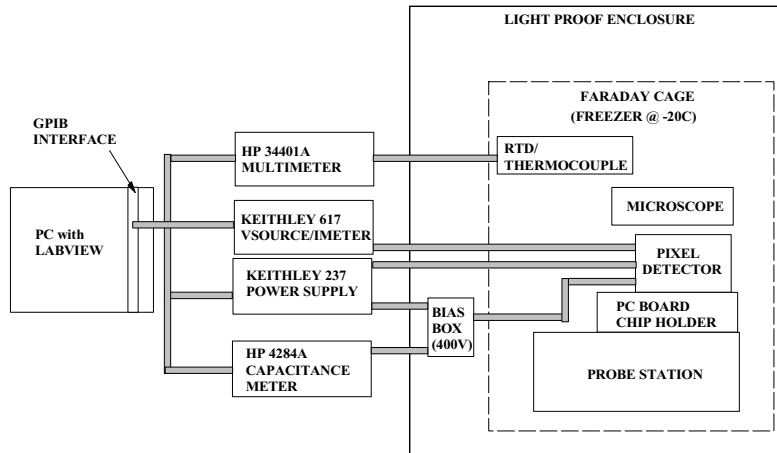 LIGHT PROOF ENCLOSURE
FARADAY CAGE
(FREEZER @ -20C)
GPIB
INTERFACE
HP 34401A
MULTIMETER
RTD/
THERMOCOUPLE
MICROSCOPE
PC with
LABVIEW
KEITHLEY 617
VSOURCE/IMETER
PIXEL
DETECTOR
KEITHLEY 237
POWER SUPPLY
BIAS
BOX
(400V)
PC BOARD
CHIP HOLDER
HP 4284A
CAPACITANCE
METER
PROBE STATION